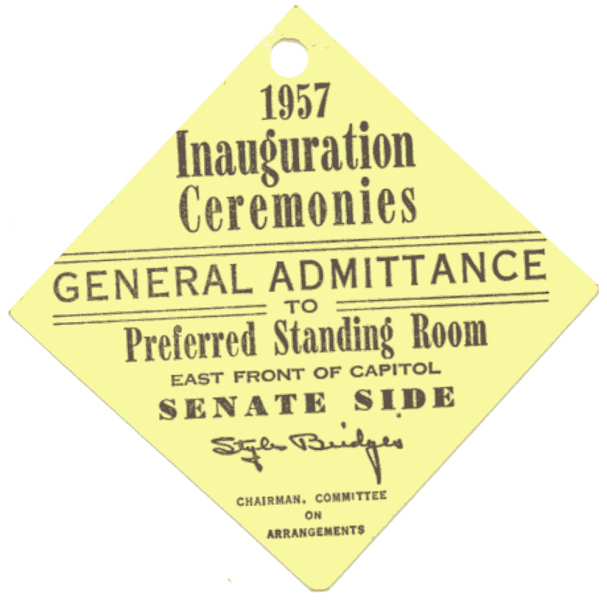 1957
Inauguration
Ceremonies
GENERAL ADMITTANCE
TO
Preferred Standing Room
EAST FRONT OF CAPITOL
SENATE SIDE
Styles Bridges
CHAIRMAN, COMMITTEE
ON
ARRANGEMENTS